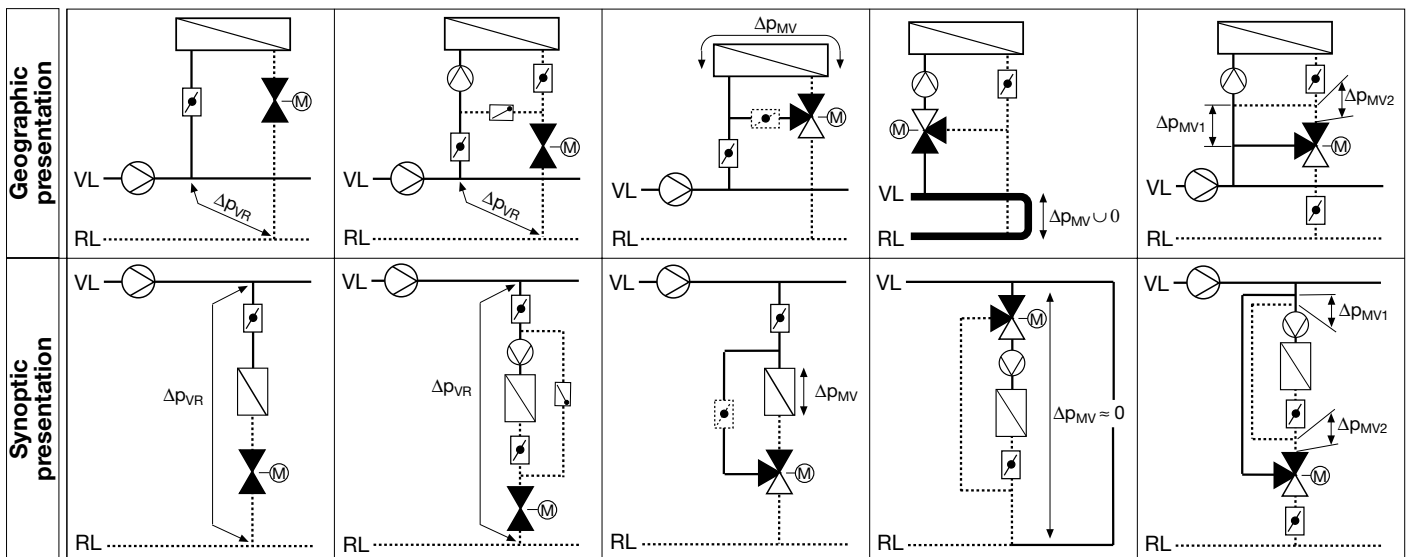 Geographic
presentation
M
VL
Δp_VR
RL
M
VL
Δp_VR
RL
Δp_MV
M
VL
RL
M
VL
Δp_MV ∪ 0
RL
Δp_MV2
Δp_MV1
M
VL
RL
Synoptic
presentation
VL
Δp_VR
M
RL
VL
Δp_VR
M
RL
VL
Δp_MV
M
RL
VL
M
Δp_MV ≈ 0
RL
VL
Δp_MV1
Δp_MV2
M
RL